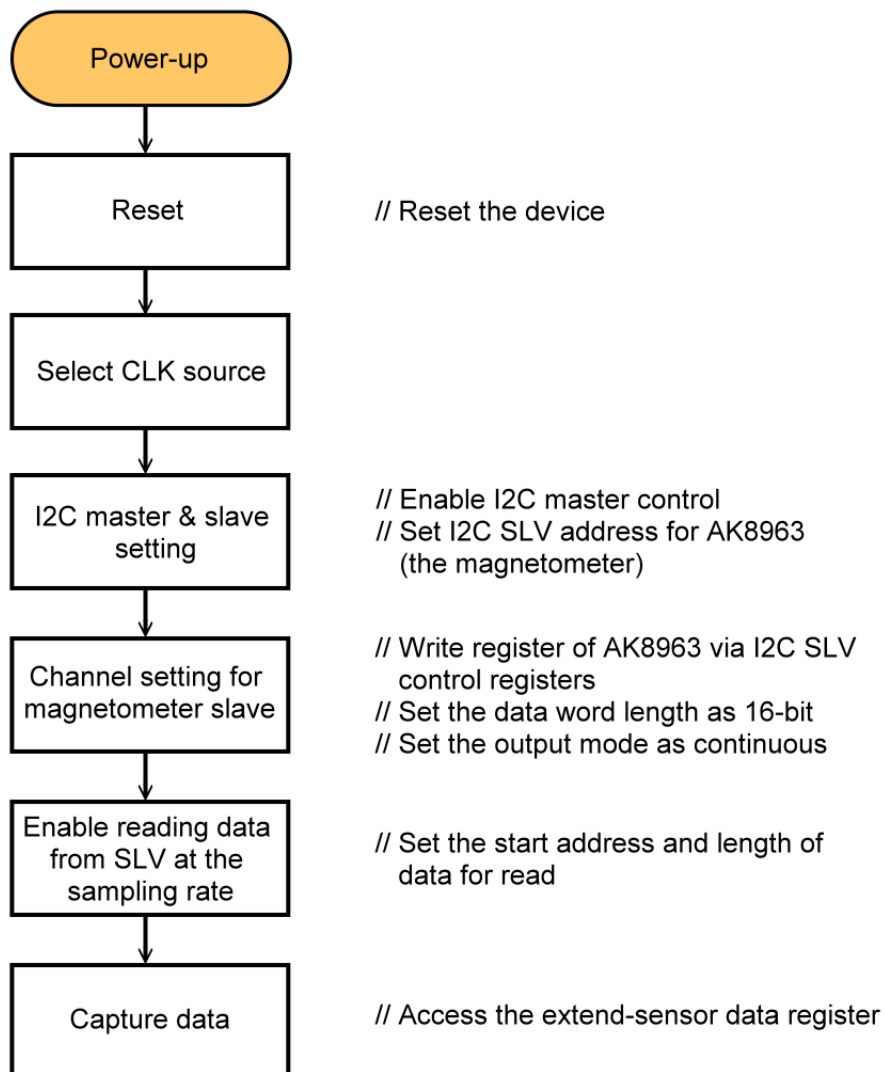 Power-up
Reset
// Reset the device
Select CLK source
I2C master & slave
setting
// Enable I2C master control
// Set I2C SLV address for AK8963
(the magnetometer)
Channel setting for
magnetometer slave
// Write register of AK8963 via I2C SLV
control registers
// Set the data word length as 16-bit
// Set the output mode as continuous
Enable reading data
from SLV at the
sampling rate
// Set the start address and length of
data for read
Capture data
// Access the extend-sensor data register